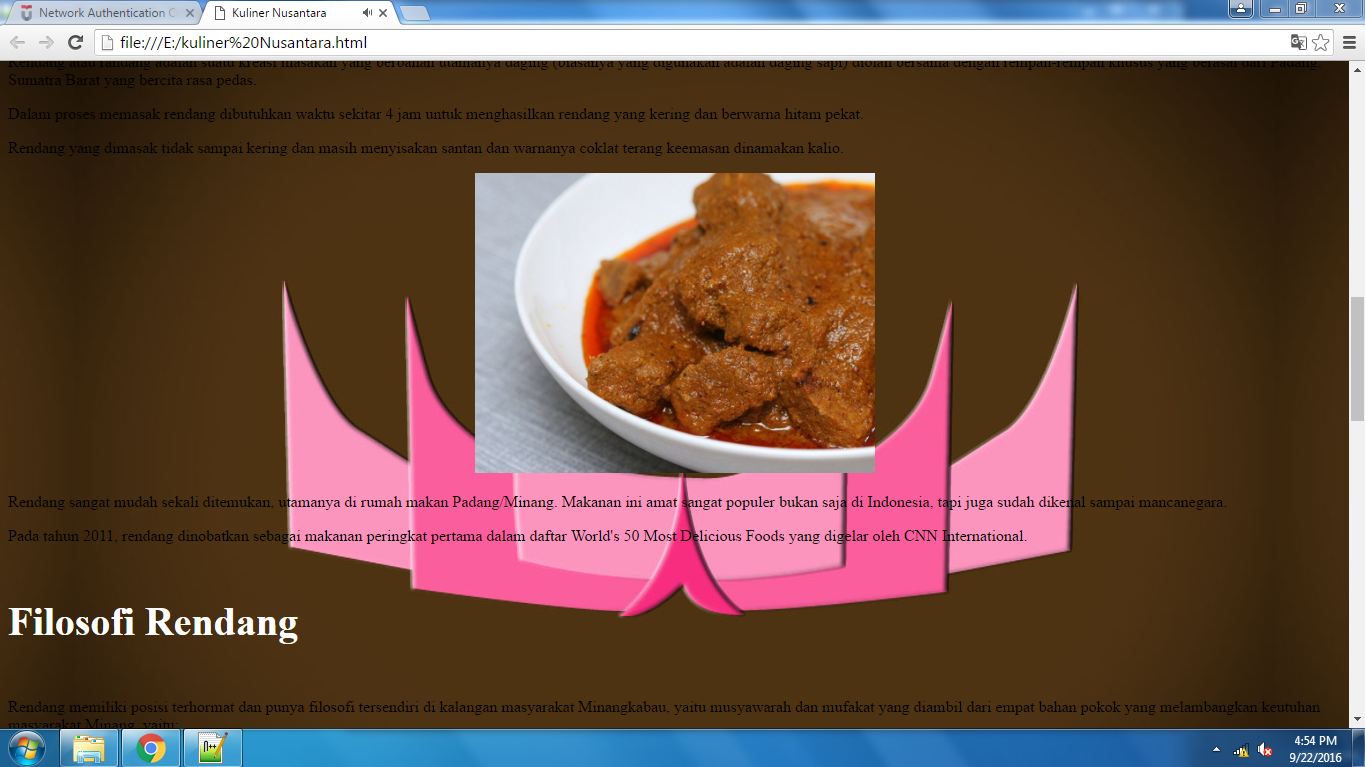 Network Authentication
Kuliner Nusantara
file:///E:/kuliner%20Nusantara.html
Rendang atau randang adalah suatu kreasi masakan yang berbahan utamanya daging (biasanya yang digunakan adalah daging sapi) diolah bersama dengan rempah-rempah khusus yang berasal dari Padang
Sumatra Barat yang bercita rasa pedas.
Dalam proses memasak rendang dibutuhkan waktu sekitar 4 jam untuk menghasilkan rendang yang kering dan berwarna hitam pekat.
Rendang yang dimasak tidak sampai kering dan masih menyisakan santan dan warnanya coklat terang keemasan dinamakan kalio.
Rendang sangat mudah sekali ditemukan, utamanya di rumah makan Padang/Minang. Makanan ini amat sangat populer bukan saja di Indonesia, tapi juga sudah dikenal sampai mancanegara.
Pada tahun 2011, rendang dinobatkan sebagai makanan peringkat pertama dalam daftar World's 50 Most Delicious Foods yang digelar oleh CNN International.
Filosofi Rendang
Rendang memiliki posisi terhormat dan punya filosofi tersendiri di kalangan masyarakat Minangkabau, yaitu musyawarah dan mufakat yang diambil dari empat bahan pokok yang melambangkan keutuhan
masyarakat Minang, yaitu:
4:54 PM
9/22/2016